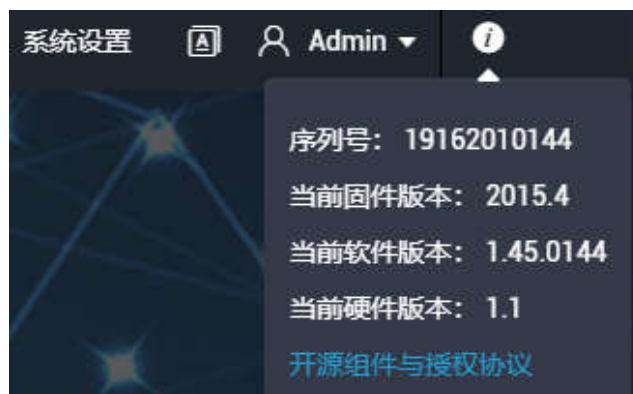 系统设置 Admin
序列号： 19162010144
当前固件版本： 2015.4
当前软件版本： 1.45.0144
当前硬件版本： 1.1
开源组件与授权协议